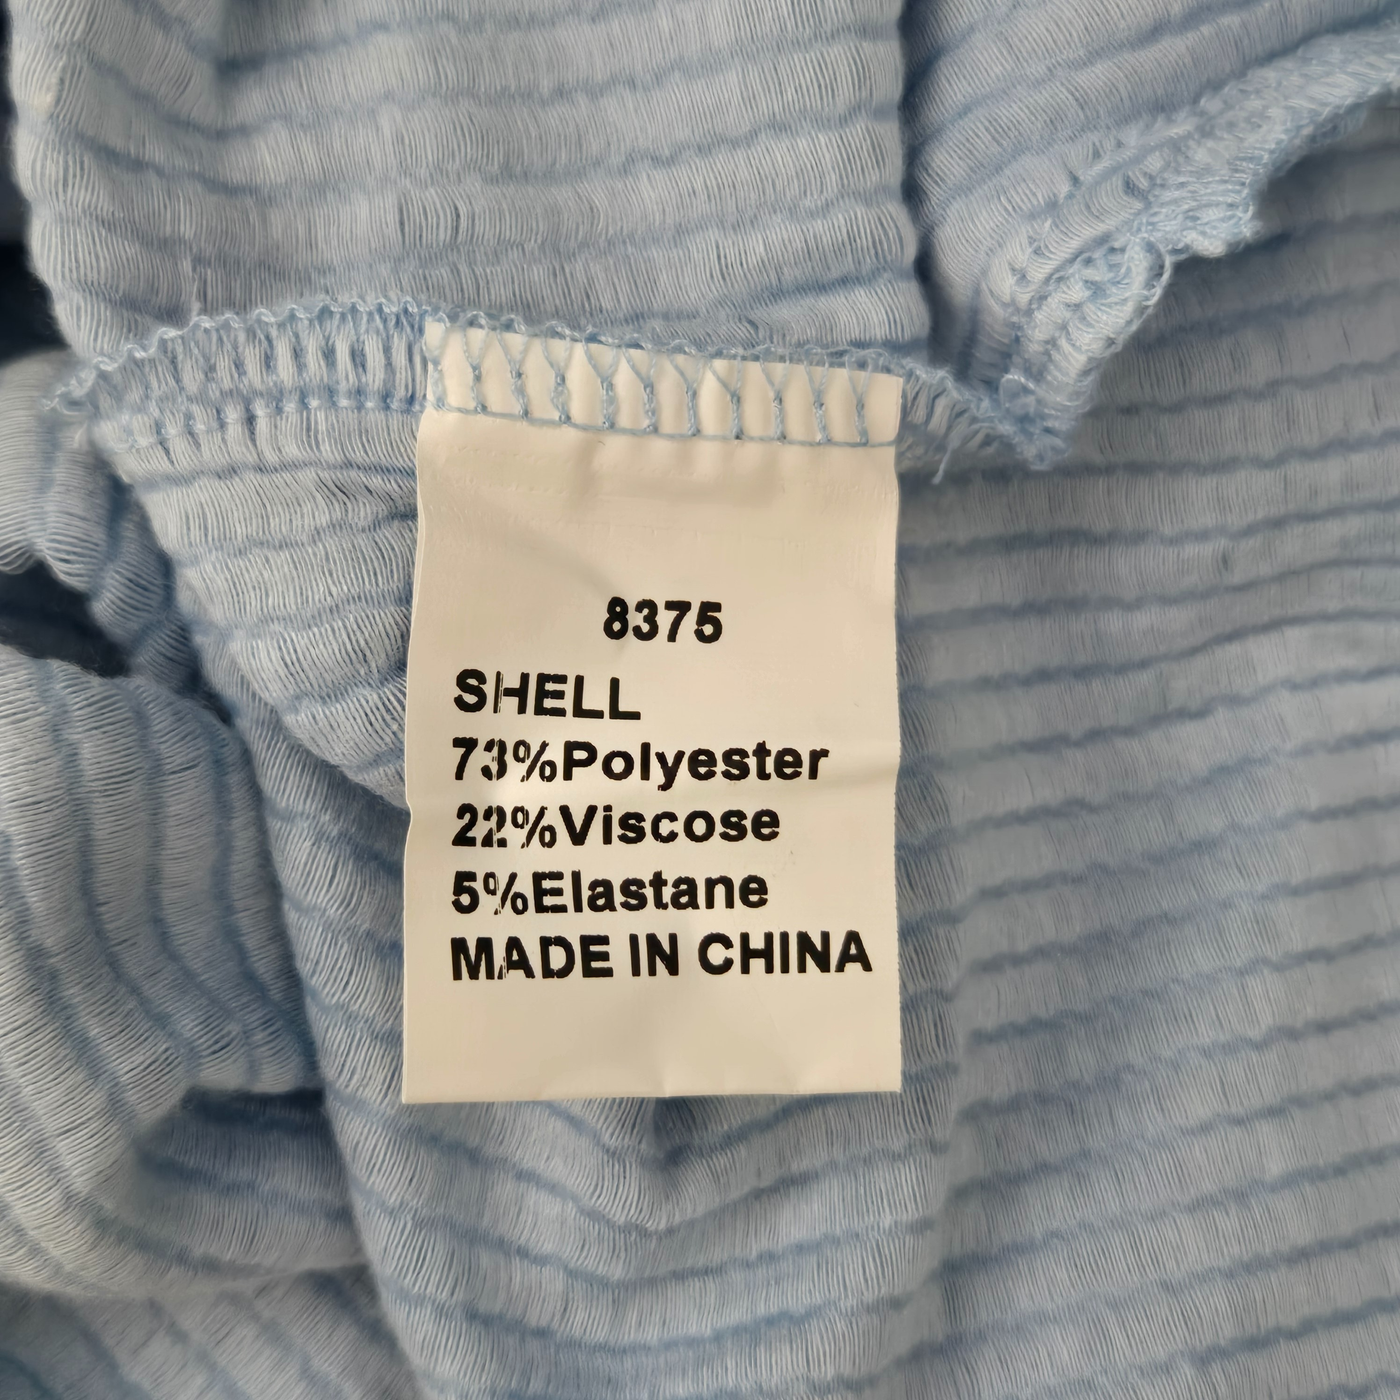 8375
SHELL
73%Polyester
22%Viscose
5%Elastane
MADE IN CHINA